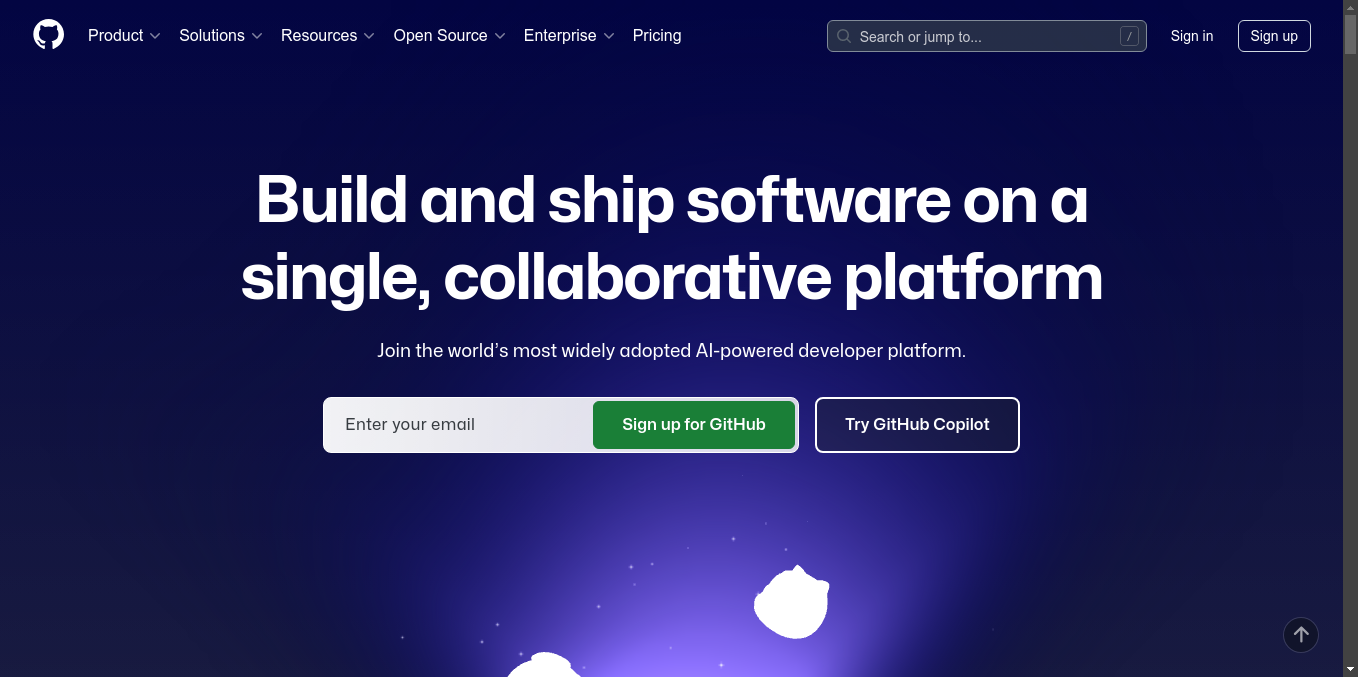 Product Solutions Resources Open Source Enterprise Pricing Search or jump to... / Sign in Sign up
Build and ship software on a
single, collaborative platform
Join the world's most widely adopted AI-powered developer platform.
Enter your email Sign up for GitHub Try GitHub Copilot